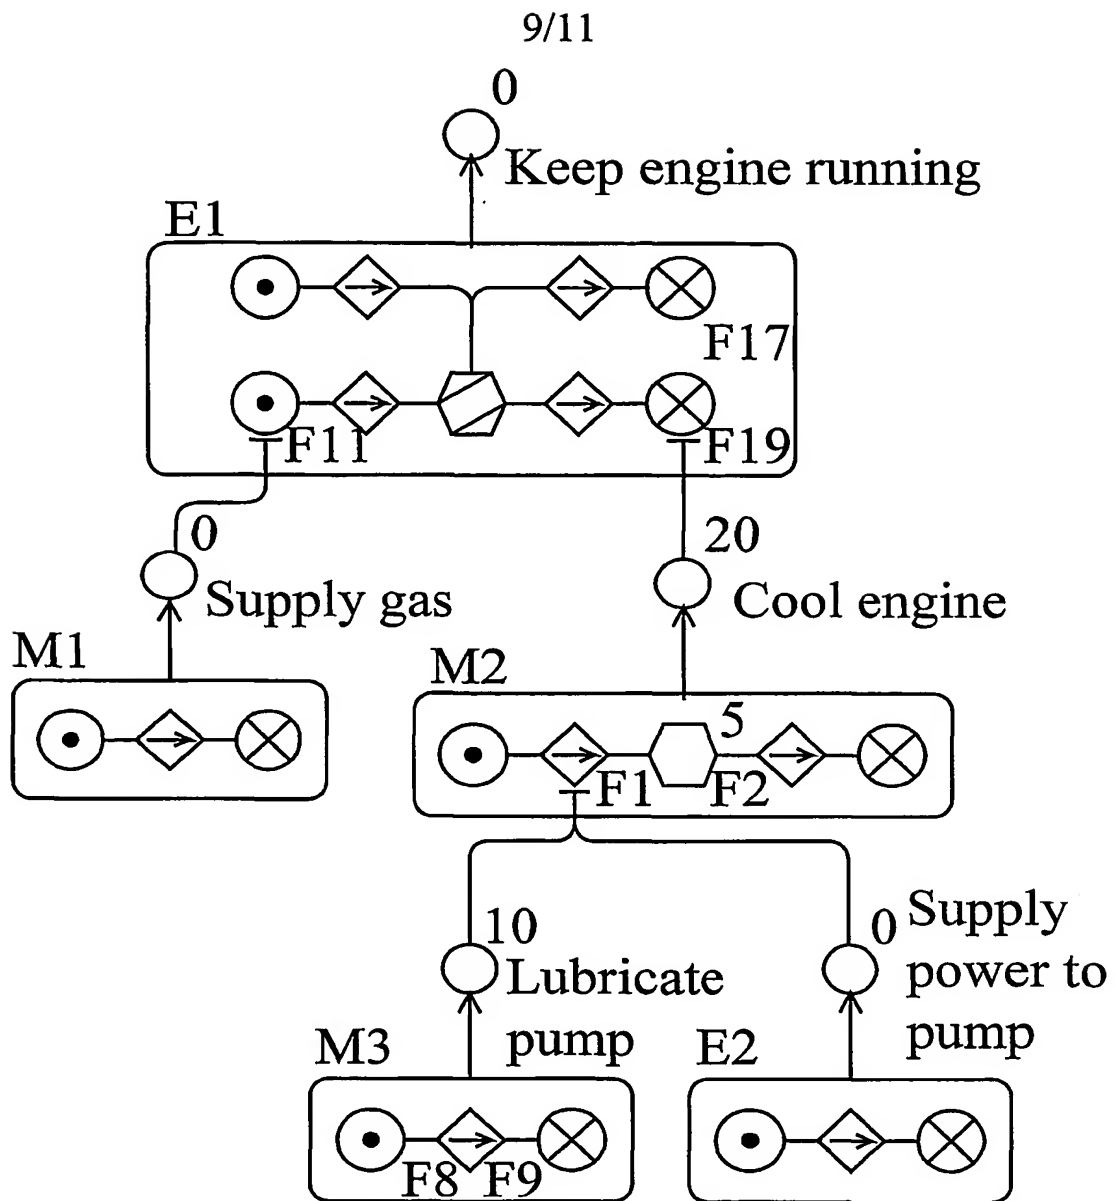 9/11
0
Keep engine running
E1
F17
F11
F19
0
20
Supply gas
Cool engine
M1
M2
5
F1
F2
10
0
Supply
power to
pump
Lubricate
pump
M3
E2
F8
F9